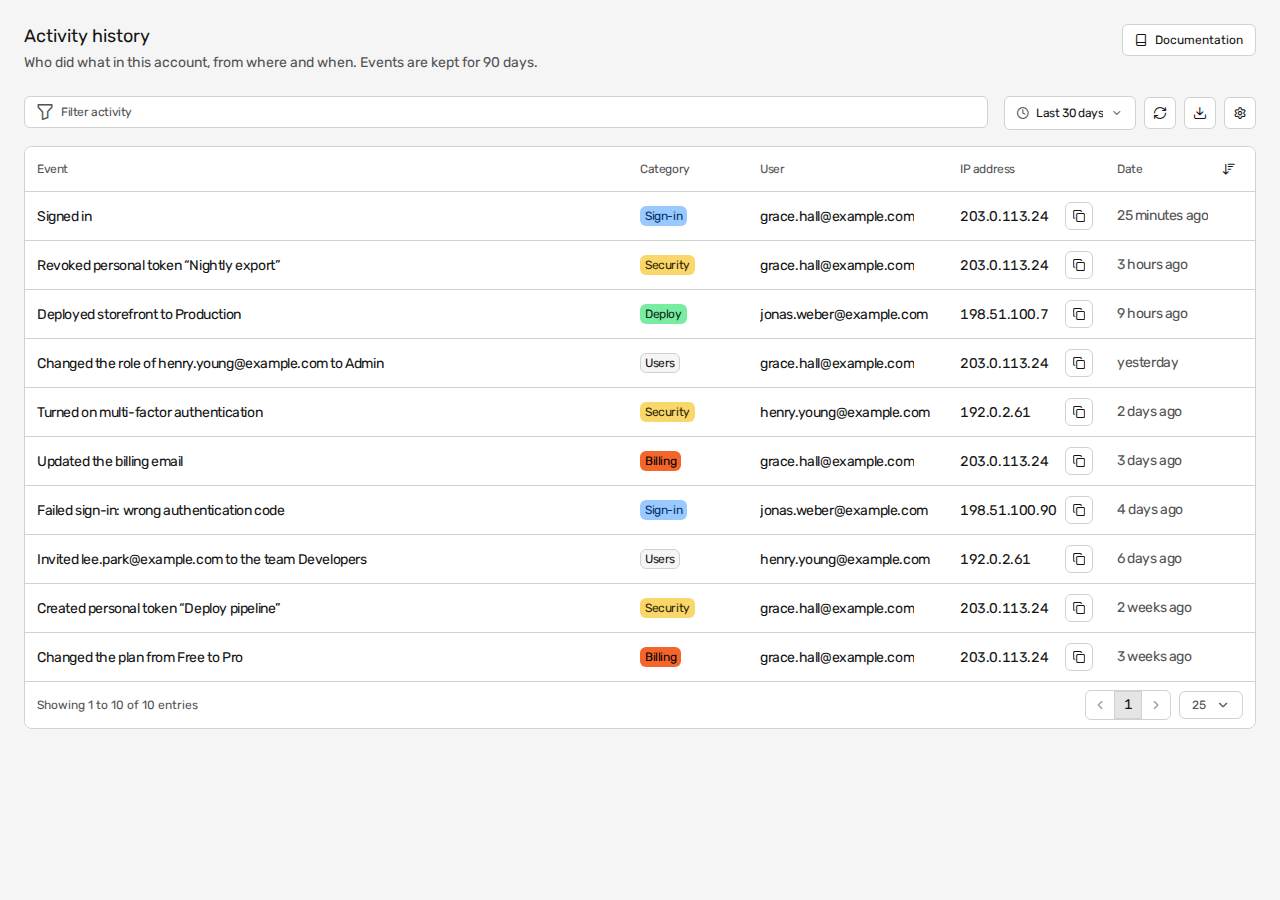 Activity history
Documentation
Who did what in this account, from where and when. Events are kept for 90 days.
Filter activity
Last 30 days
Event Category User IP address Date
Signed in Sign-in grace.hall@example.com 203.0.113.24 25 minutes ago
Revoked personal token “Nightly export” Security grace.hall@example.com 203.0.113.24 3 hours ago
Deployed storefront to Production Deploy jonas.weber@example.com 198.51.100.7 9 hours ago
Changed the role of henry.young@example.com to Admin Users grace.hall@example.com 203.0.113.24 yesterday
Turned on multi-factor authentication Security henry.young@example.com 192.0.2.61 2 days ago
Updated the billing email Billing grace.hall@example.com 203.0.113.24 3 days ago
Failed sign-in: wrong authentication code Sign-in jonas.weber@example.com 198.51.100.90 4 days ago
Invited lee.park@example.com to the team Developers Users henry.young@example.com 192.0.2.61 6 days ago
Created personal token “Deploy pipeline” Security grace.hall@example.com 203.0.113.24 2 weeks ago
Changed the plan from Free to Pro Billing grace.hall@example.com 203.0.113.24 3 weeks ago
Showing 1 to 10 of 10 entries 1 25